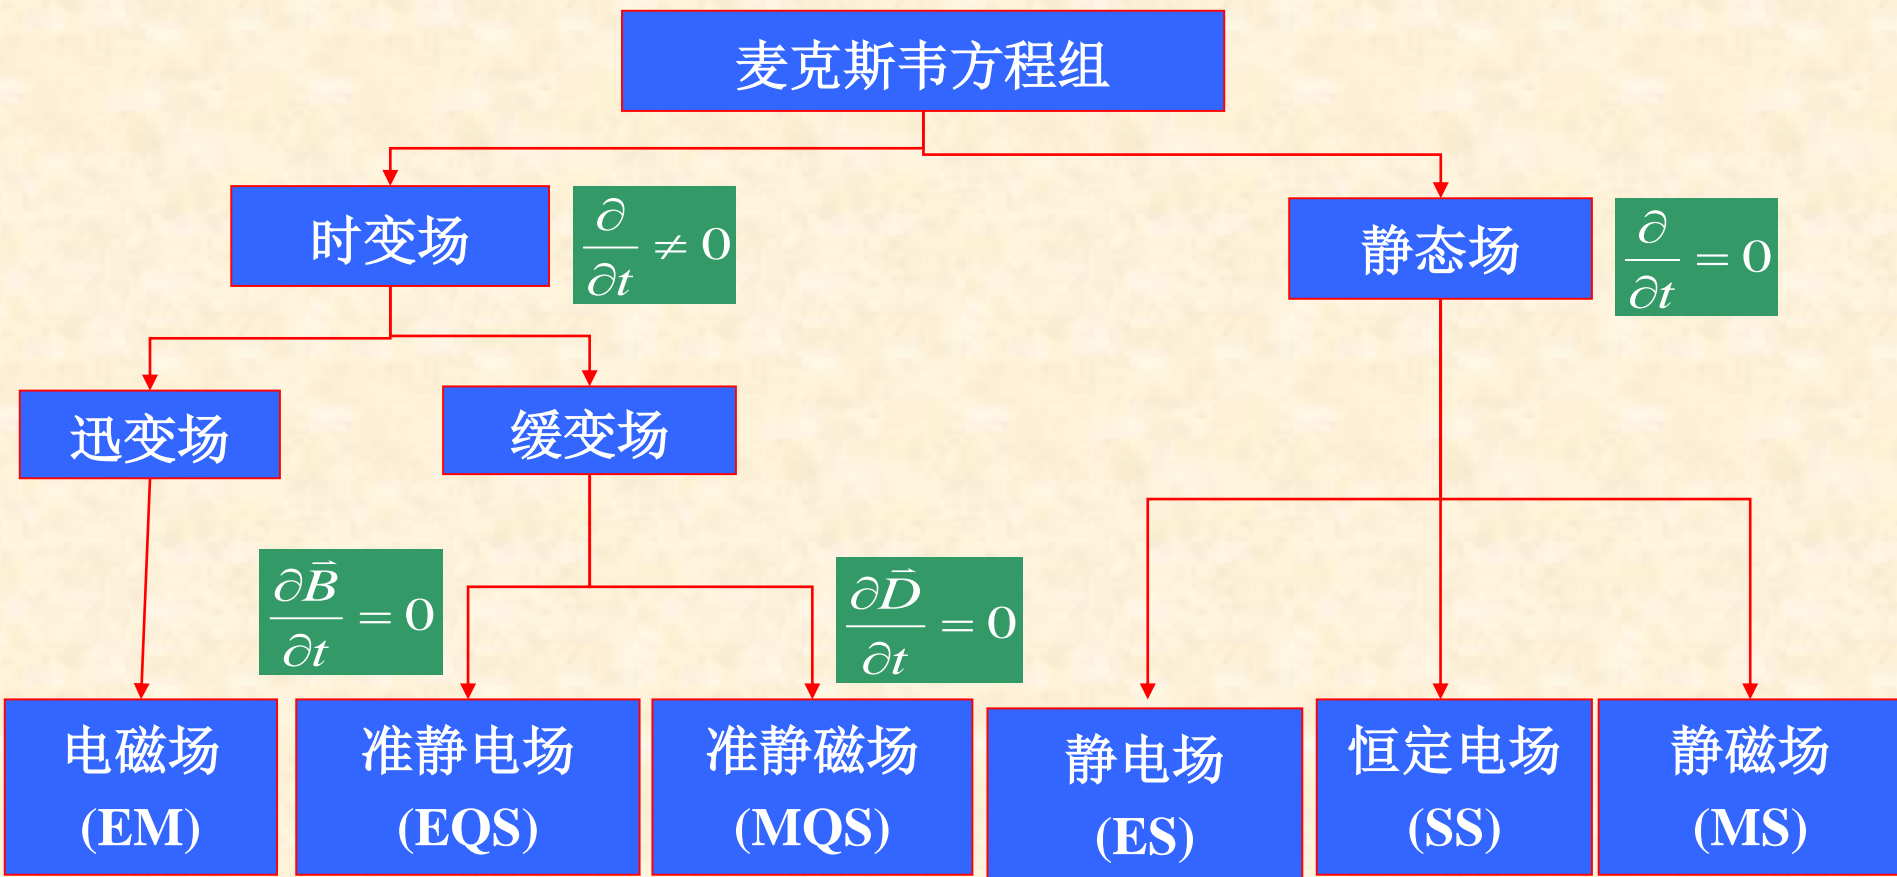 麦克斯韦方程组
时变场
∂/∂t ≠ 0
静态场
∂/∂t = 0
迅变场
缓变场
∂B⃗/∂t = 0
∂D⃗/∂t = 0
电磁场
(EM)
准静电场
(EQS)
准静磁场
(MQS)
静电场
(ES)
恒定电场
(SS)
静磁场
(MS)